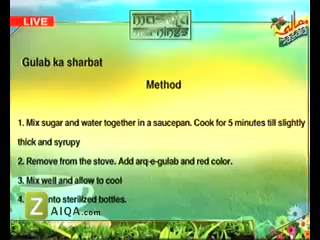 LIVE
masala
mornings
Gulab ka sharbat
Method
1. Mix sugar and water together in a saucepan. Cook for 5 minutes till slightly
thick and syrupy
2. Remove from the stove. Add arq-e-gulab and red color.
3. Mix well and allow to cool
4. nto sterilized bottles.
ZAIQA.com